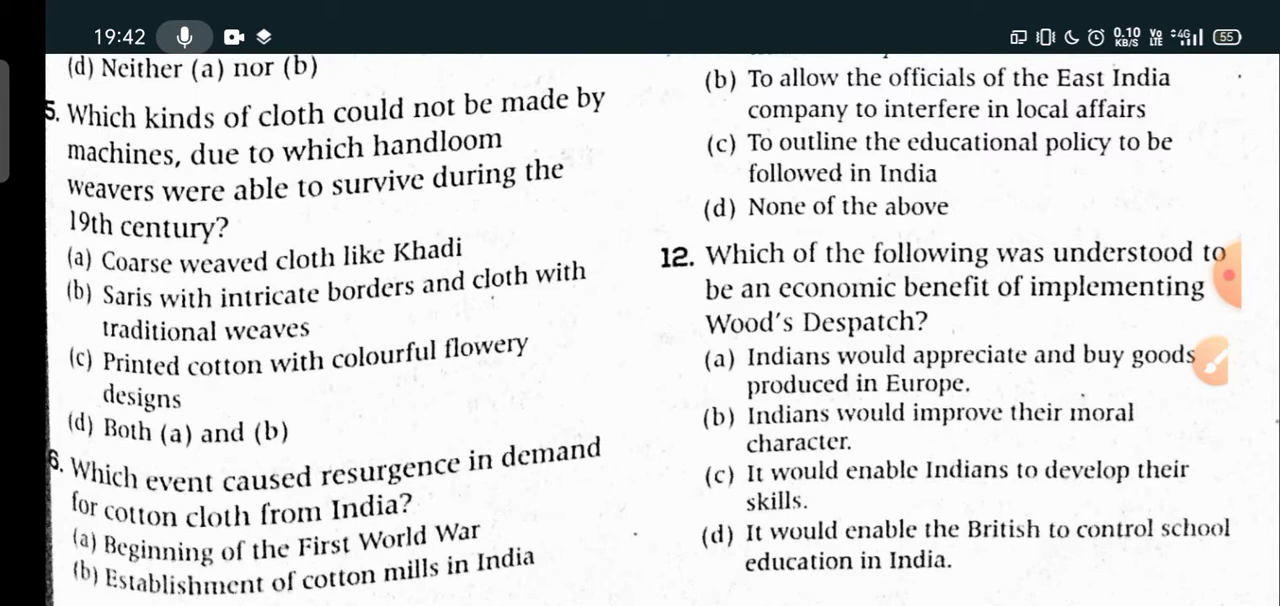 19:42
0.10 KB/S Vo LTE 4G 55
(d) Neither (a) nor (b)
5. Which kinds of cloth could not be made by
machines, due to which handloom
weavers were able to survive during the
19th century?
(a) Coarse weaved cloth like Khadi
(b) Saris with intricate borders and cloth with
traditional weaves
(c) Printed cotton with colourful flowery
designs
(d) Both (a) and (b)
6. Which event caused resurgence in demand
for cotton cloth from India?
(a) Beginning of the First World War
(b) Establishment of cotton mills in India
(b) To allow the officials of the East India
company to interfere in local affairs
(c) To outline the educational policy to be
followed in India
(d) None of the above
12. Which of the following was understood to
be an economic benefit of implementing
Wood's Despatch?
(a) Indians would appreciate and buy goods
produced in Europe.
(b) Indians would improve their moral
character.
(c) It would enable Indians to develop their
skills.
(d) It would enable the British to control school
education in India.